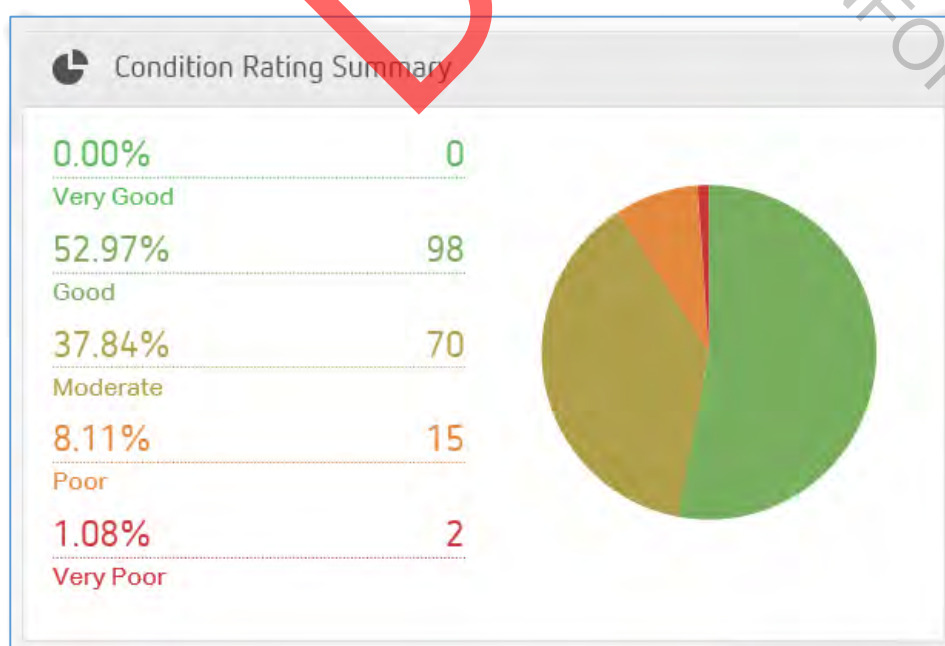 Condition Rating Summary
0.00% 0
Very Good
52.97% 98
Good
37.84% 70
Moderate
8.11% 15
Poor
1.08% 2
Very Poor